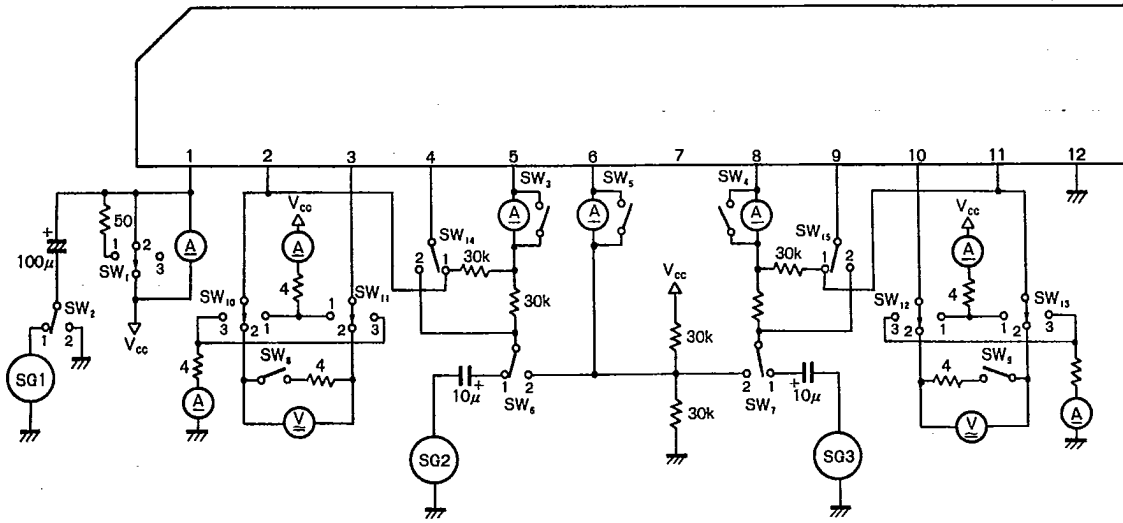 1 2 3 4 5 6 7 8 9 10 11 12
SW3 SW5 SW4
50 2 A Vcc A A A Vcc
+ 1 SW14 SW15
100μ SW1 3 A 2 1 30k 30k 1 2 A
SW2 SW10 4 1 SW11 Vcc SW12 4 SW13
1 2 Vcc 3 2 1 2 3 30k 30k 3 2 1 1 2 3
SG1 4 SW8 4 1 2 2 1 4 SW9
A 10μ + SW6 30k SW7 + 10μ A
V SG2 SG3 V